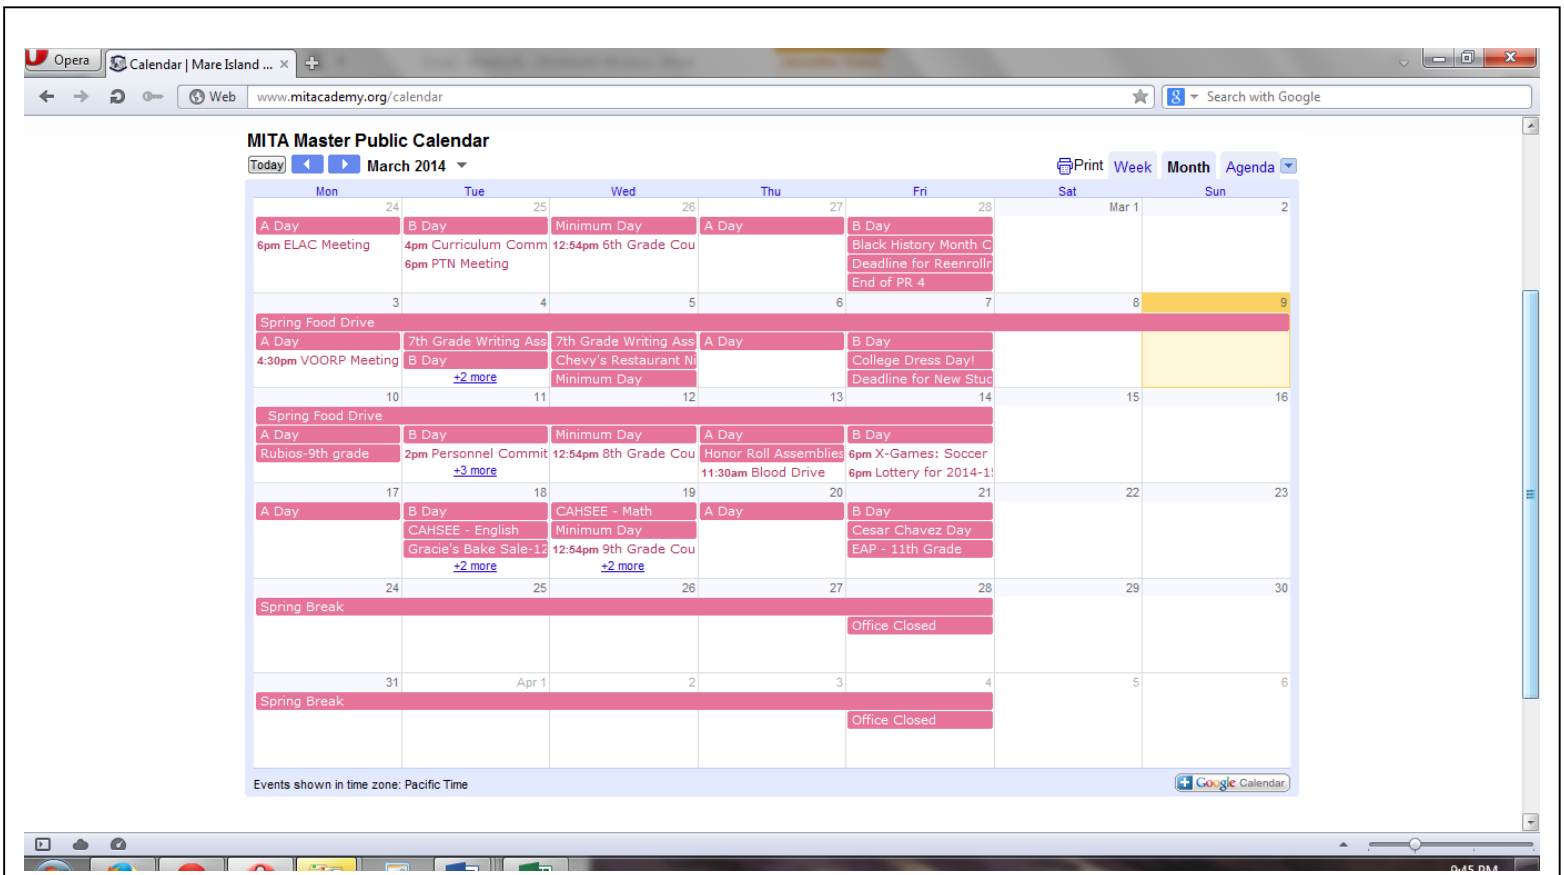 Opera
Calendar | Mare Island ... ×
Web www.mitacademy.org/calendar
Search with Google
MITA Master Public Calendar
Today March 2014
Print Week Month Agenda
Mon Tue Wed Thu Fri Sat Sun
24 25 26 27 28 Mar 1 2
A Day B Day Minimum Day A Day B Day
6pm ELAC Meeting 4pm Curriculum Comm 12:54pm 6th Grade Cou Black History Month C
6pm PTN Meeting Deadline for Reenrollm
End of PR 4
3 4 5 6 7 8 9
Spring Food Drive
A Day 7th Grade Writing Ass 7th Grade Writing Ass A Day B Day
4:30pm VOORP Meeting B Day Chevy's Restaurant Ni College Dress Day!
+2 more Minimum Day Deadline for New Stud
10 11 12 13 14 15 16
Spring Food Drive
A Day B Day Minimum Day A Day B Day
Rubios-9th grade 2pm Personnel Commit 12:54pm 8th Grade Cou Honor Roll Assemblies 6pm X-Games: Soccer
+3 more 11:30am Blood Drive 6pm Lottery for 2014-15
17 18 19 20 21 22 23
A Day B Day CAHSEE - Math A Day B Day
CAHSEE - English Minimum Day Cesar Chavez Day
Gracie's Bake Sale-12 12:54pm 9th Grade Cou EAP - 11th Grade
+2 more +2 more
24 25 26 27 28 29 30
Spring Break
Office Closed
31 Apr 1 2 3 4 5 6
Spring Break
Office Closed
Events shown in time zone: Pacific Time
Google Calendar
9:45 PM